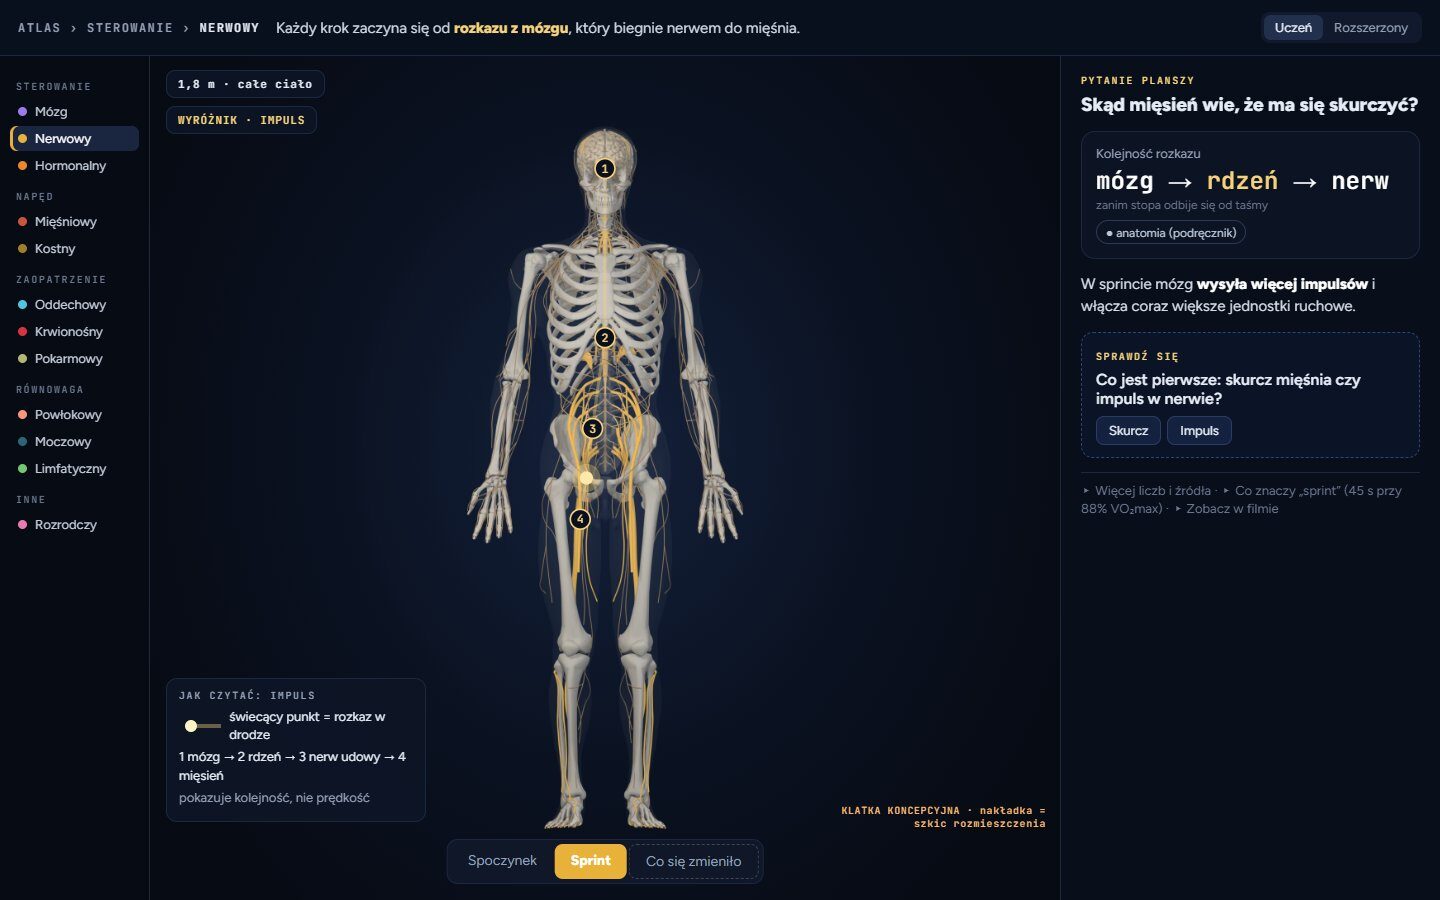 ATLAS › STEROWANIE › NERWOWY
Każdy krok zaczyna się od rozkazu z mózgu, który biegnie nerwem do mięśnia.
Uczeń
Rozszerzony
STEROWANIE
Mózg
Nerwowy
Hormonalny
NAPĘD
Mięśniowy
Kostny
ZAOPATRZENIE
Oddechowy
Krwionośny
Pokarmowy
RÓWNOWAGA
Powłokowy
Moczowy
Limfatyczny
INNE
Rozrodczy
1,8 m · całe ciało
WYRÓŻNIK · IMPULS
1
2
3
4
JAK CZYTAĆ: IMPULS
świecący punkt = rozkaz w
drodze
1 mózg → 2 rdzeń → 3 nerw udowy → 4
mięsień
pokazuje kolejność, nie prędkość
KLATKA KONCEPCYJNA · nakładka =
szkic rozmieszczenia
Spoczynek
Sprint
Co się zmieniło
PYTANIE PLANSZY
Skąd mięsień wie, że ma się skurczyć?
Kolejność rozkazu
mózg → rdzeń → nerw
zanim stopa odbije się od taśmy
● anatomia (podręcznik)
W sprincie mózg wysyła więcej impulsów i
włącza coraz większe jednostki ruchowe.
SPRAWDŹ SIĘ
Co jest pierwsze: skurcz mięśnia czy
impuls w nerwie?
Skurcz
Impuls
‣ Więcej liczb i źródła · ‣ Co znaczy „sprint” (45 s przy
88% VO₂max) · ‣ Zobacz w filmie